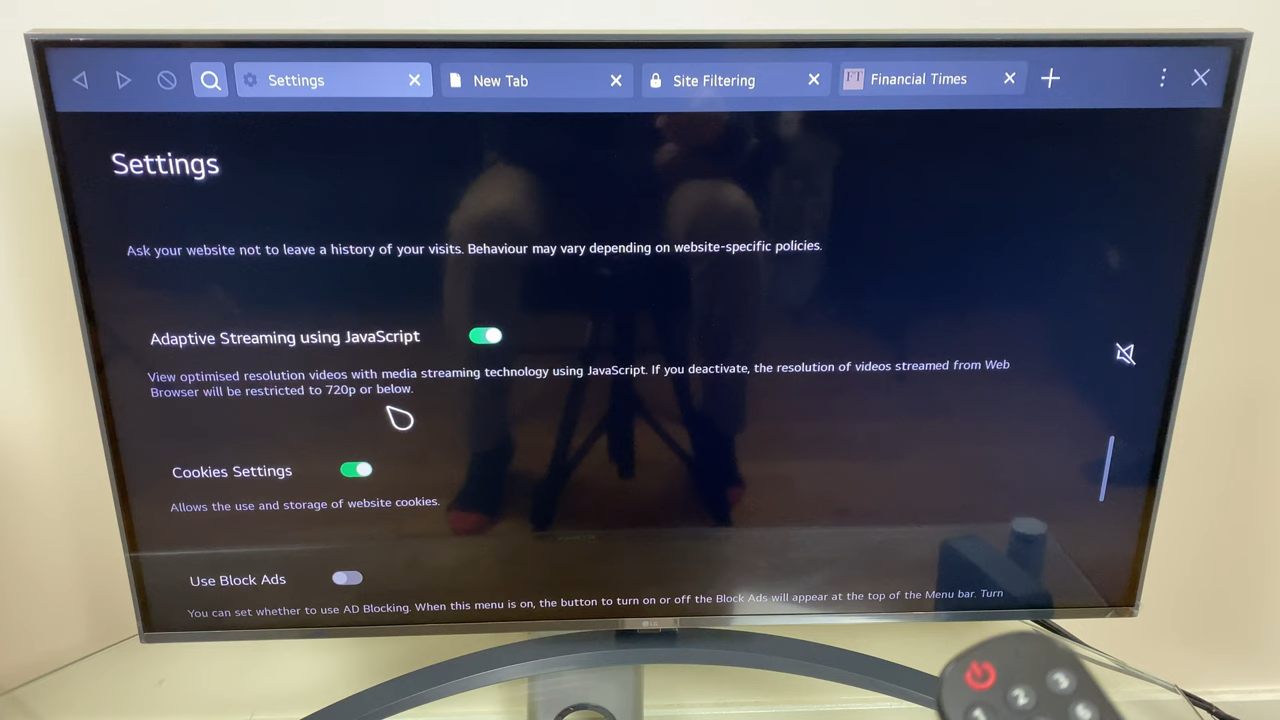 Settings
New Tab
Site Filtering
FT
Financial Times
Settings
Ask your website not to leave a history of your visits. Behaviour may vary depending on website-specific policies.
Adaptive Streaming using JavaScript
View optimised resolution videos with media streaming technology using JavaScript. If you deactivate, the resolution of videos streamed from Web
Browser will be restricted to 720p or below.
Cookies Settings
Allows the use and storage of website cookies.
Use Block Ads
You can set whether to use AD Blocking. When this menu is on, the button to turn on or off the Block Ads will appear at the top of the Menu bar. Turn
LG
1 2 3